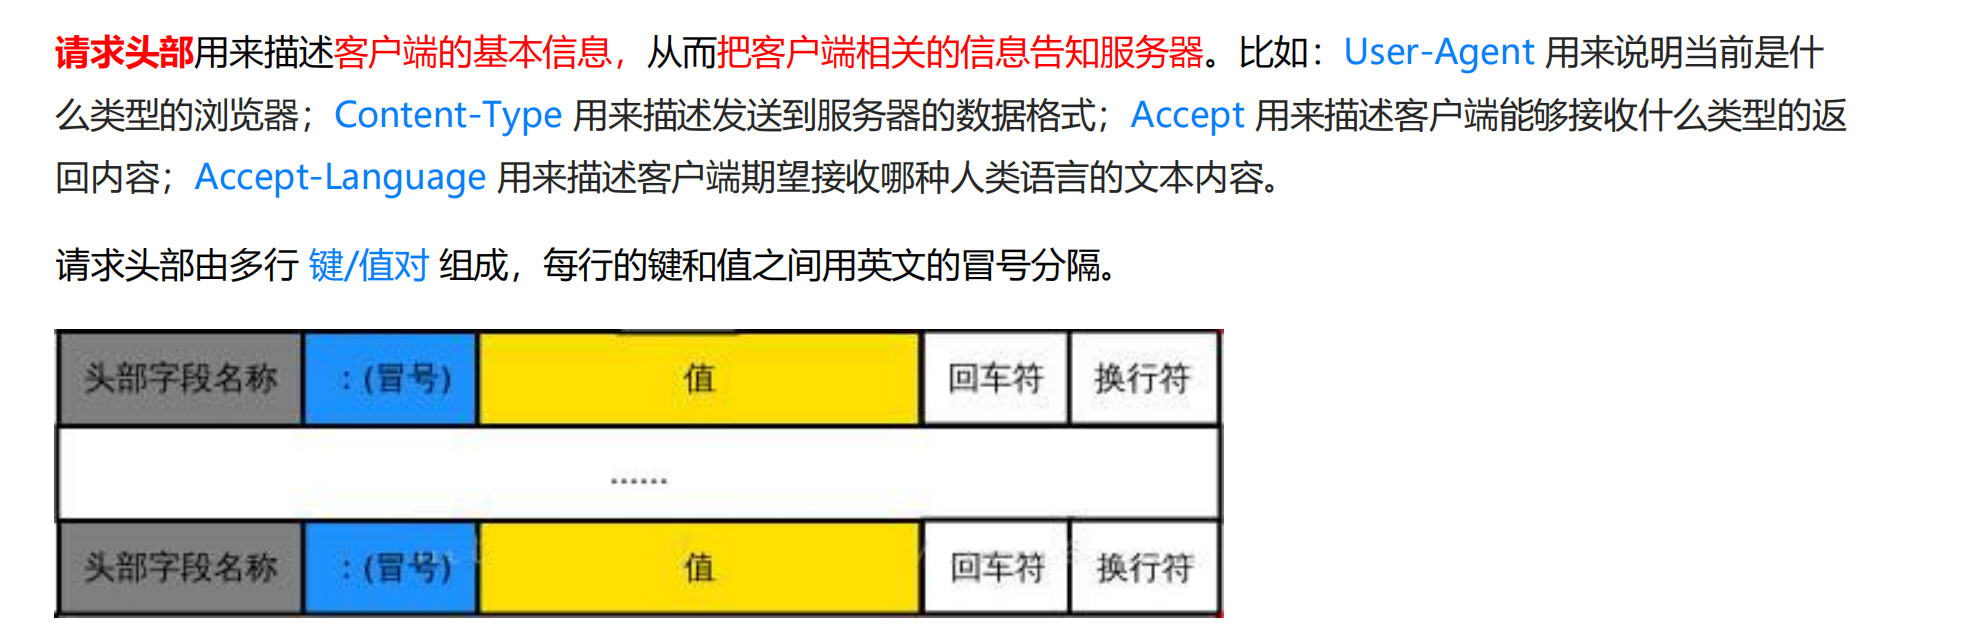 请求头部用来描述客户端的基本信息，从而把客户端相关的信息告知服务器。比如：User-Agent 用来说明当前是什
么类型的浏览器；Content-Type 用来描述发送到服务器的数据格式；Accept 用来描述客户端能够接收什么类型的返
回内容；Accept-Language 用来描述客户端期望接收哪种人类语言的文本内容。
请求头部由多行 键/值对 组成，每行的键和值之间用英文的冒号分隔。
头部字段名称 ：(冒号) 值 回车符 换行符
......
头部字段名称 ：(冒号) 值 回车符 换行符